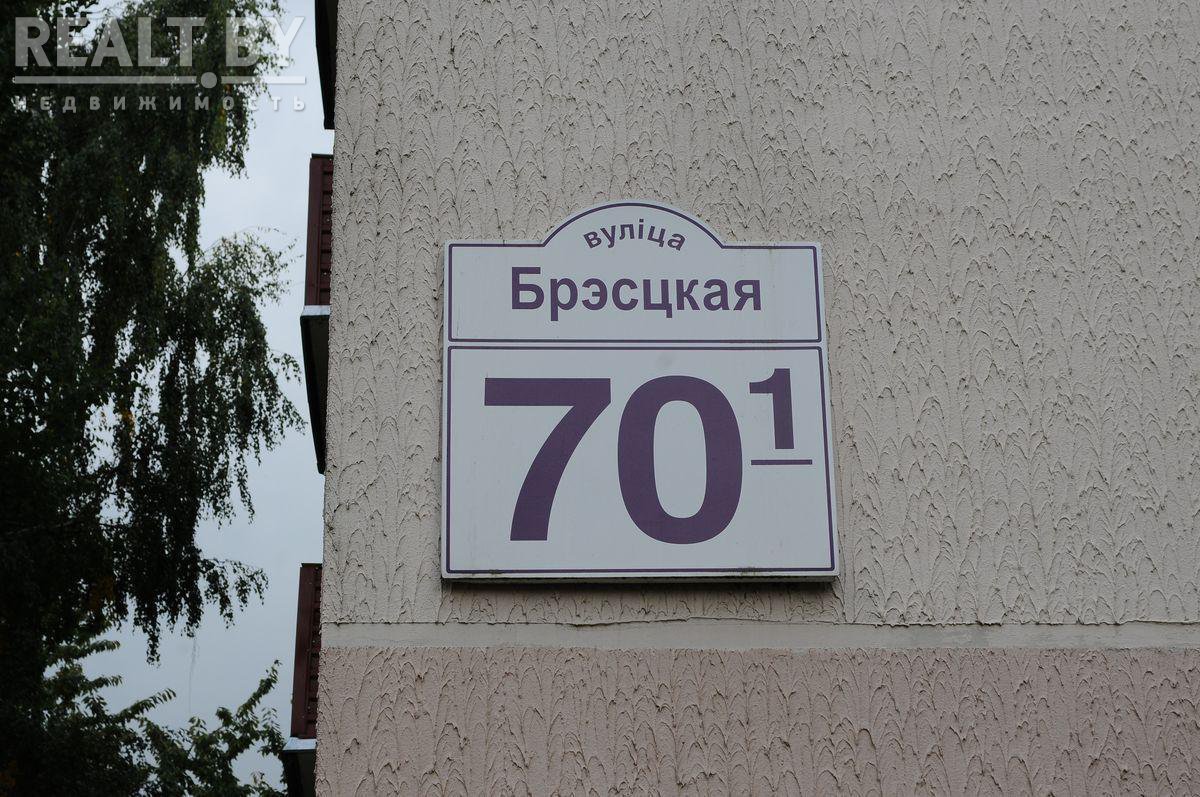 REALT.BY
недвижимость
вуліца
Брэсцкая
70 1